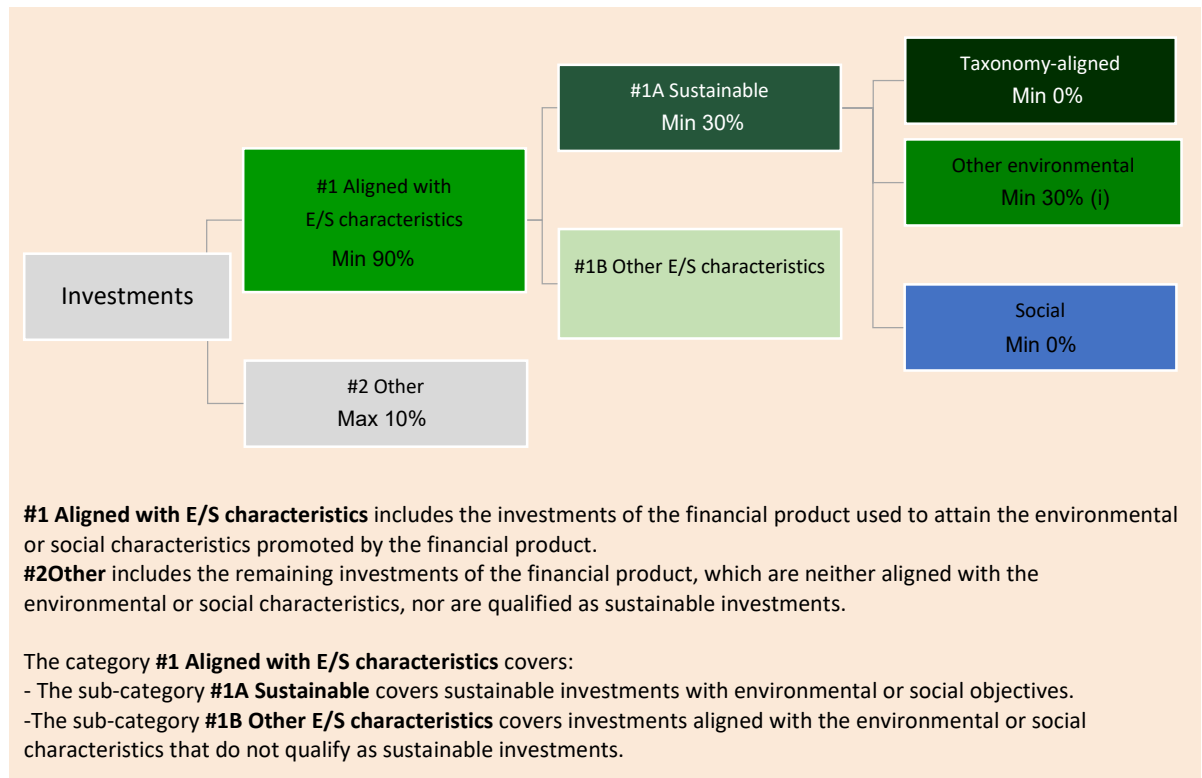 Investments
#1 Aligned with
E/S characteristics
Min 90%
#2 Other
Max 10%
#1A Sustainable
Min 30%
#1B Other E/S characteristics
Taxonomy-aligned
Min 0%
Other environmental
Min 30% (i)
Social
Min 0%
#1 Aligned with E/S characteristics includes the investments of the financial product used to attain the environmental
or social characteristics promoted by the financial product.
#2Other includes the remaining investments of the financial product, which are neither aligned with the
environmental or social characteristics, nor are qualified as sustainable investments.
The category #1 Aligned with E/S characteristics covers:
- The sub-category #1A Sustainable covers sustainable investments with environmental or social objectives.
-The sub-category #1B Other E/S characteristics covers investments aligned with the environmental or social
characteristics that do not qualify as sustainable investments.